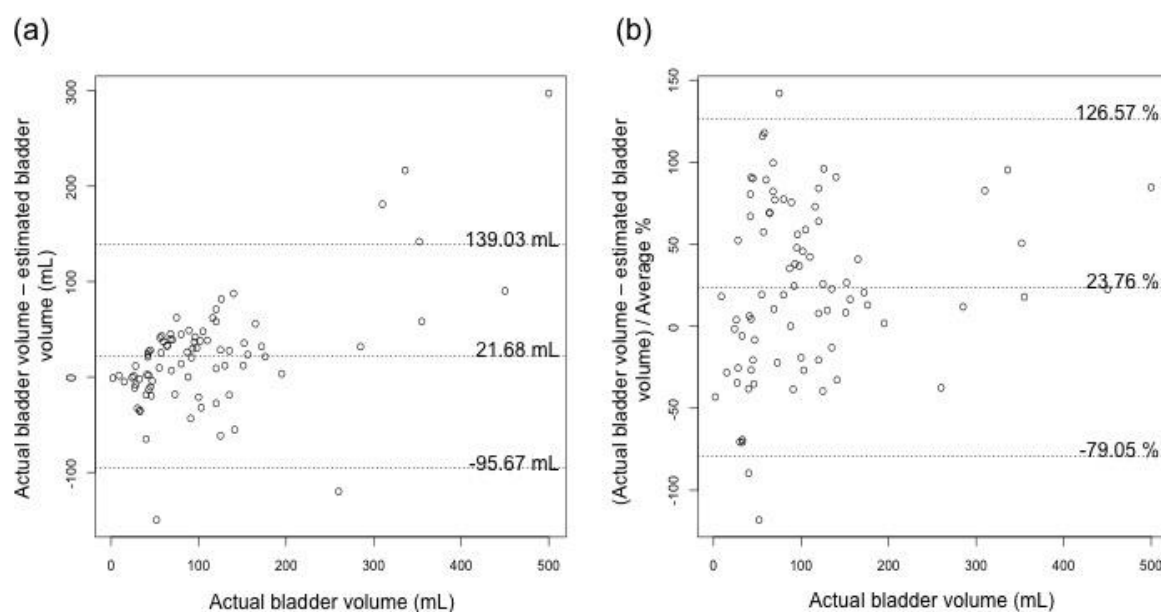 (a)
Actual bladder volume – estimated bladder
volume (mL)
300
200
100
0
-100
139.03 mL
21.68 mL
-95.67 mL
0 100 200 300 400 500
Actual bladder volume (mL)
(b)
(Actual bladder volume – estimated bladder
volume) / Average %
150
100
50
0
-50
-100
126.57 %
23.76 %
-79.05 %
0 100 200 300 400 500
Actual bladder volume (mL)